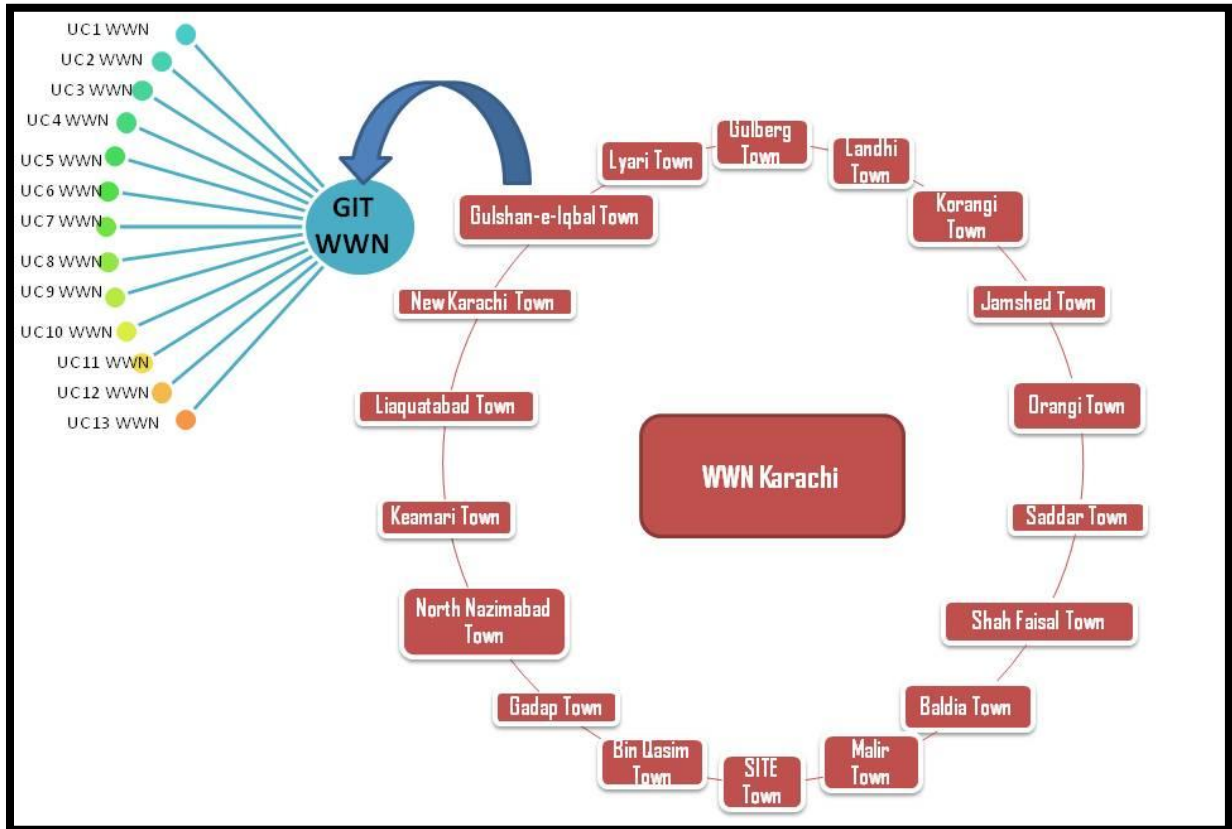 UC1 WWN
UC2 WWN
UC3 WWN
UC4 WWN
UC5 WWN
UC6 WWN
UC7 WWN
UC8 WWN
UC9 WWN
UC10 WWN
UC11 WWN
UC12 WWN
UC13 WWN
GIT
WWN
Gulberg
Town
Landhi
Town
Korangi
Town
Jamshed Town
Orangi Town
Saddar Town
Shah Faisal Town
Baldia Town
Malir
Town
SITE
Town
Bin Qasim
Town
Gadap Town
North Nazimabad
Town
Keamari Town
Liaquatabad Town
New Karachi Town
Gulshan-e-Iqbal Town
Lyari Town
WWN Karachi